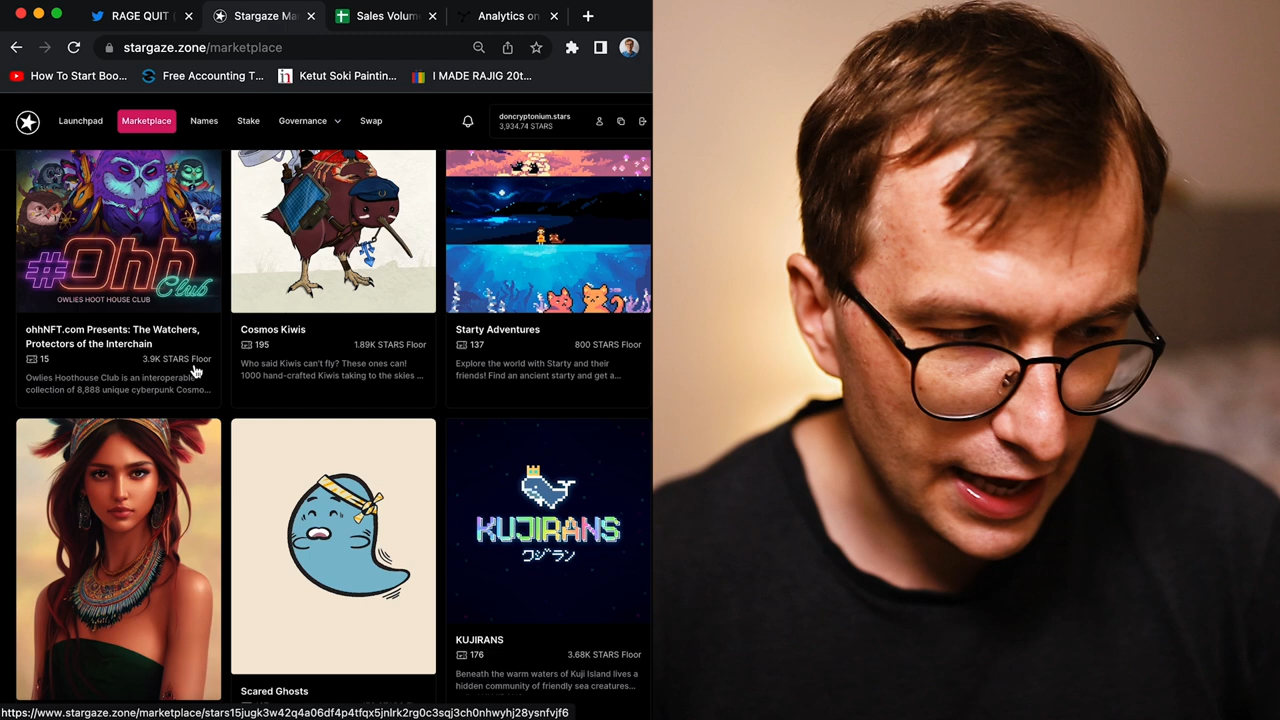 RAGE QUIT (
Stargaze Ma
Sales Volum
Analytics on
stargaze.zone/marketplace
How To Start Boo...
Free Accounting T...
Ketut Soki Paintin...
I MADE RAJIG 20t...
Launchpad
Marketplace
Names
Stake
Governance
Swap
doncryptonium.stars
3,934.74 STARS
#Ohh
Club
OWLIES HOOT HOUSE CLUB
ohhNFT.com Presents: The Watchers,
Protectors of the Interchain
15
3.9K STARS Floor
Owlies Hoothouse Club is an interoperable
collection of 8,888 unique cyberpunk Cosmo...
Cosmos Kiwis
195
1.89K STARS Floor
Who said Kiwis can't fly? These ones can!
1000 hand-crafted Kiwis taking to the skies ...
Starty Adventures
137
800 STARS Floor
Explore the world with Starty and their
friends! Find an ancient starty and get a...
Scared Ghosts
KUJIRANS
KUJIRANS
176
3.68K STARS Floor
Beneath the warm waters of Kuji Island lives a
hidden community of friendly sea creatures...
https://www.stargaze.zone/marketplace/stars15jugk3w42q4a06df4p4tfqx5jnlrk2rg0c3sqj3ch0nhwyhj28ysnfvjf6